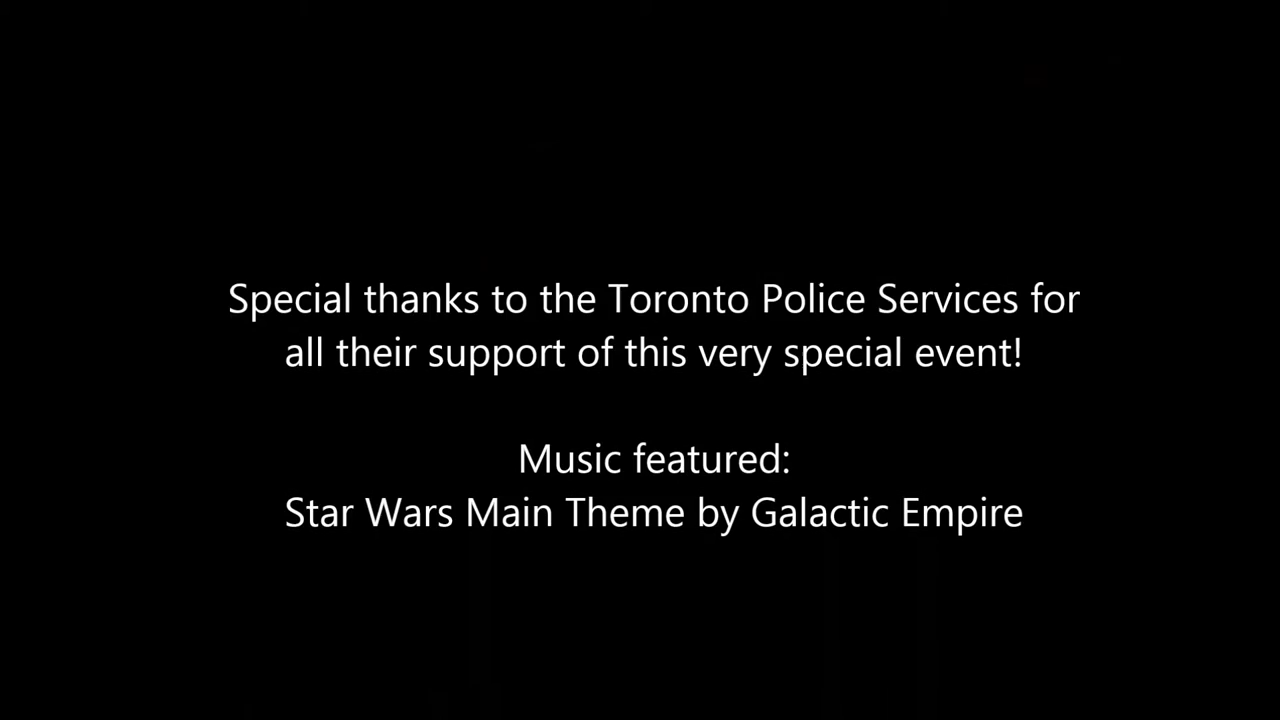 Special thanks to the Toronto Police Services for
all their support of this very special event!
Music featured:
Star Wars Main Theme by Galactic Empire